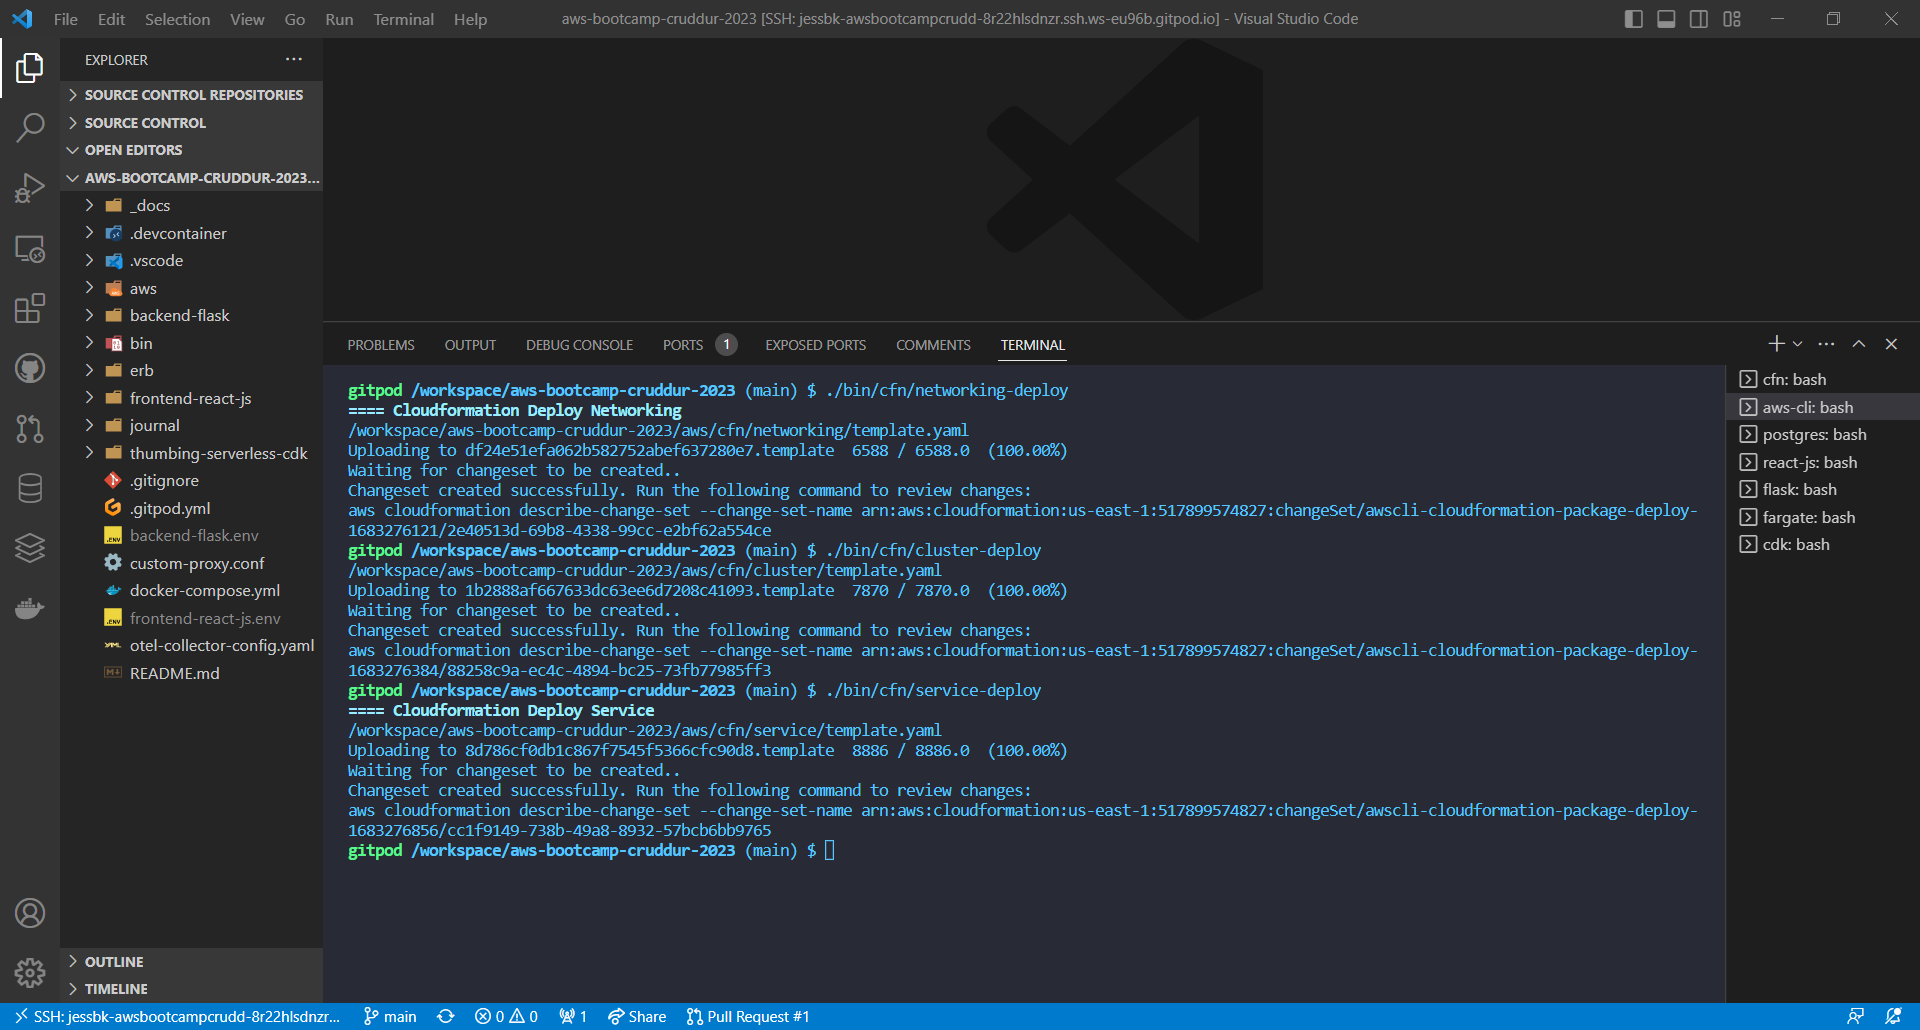 File Edit Selection View Go Run Terminal Help
aws-bootcamp-cruddur-2023 [SSH: jessbk-awsbootcampcrudd-8r22hlsdnzr.ssh.ws-eu96b.gitpod.io] - Visual Studio Code
EXPLORER
SOURCE CONTROL REPOSITORIES
SOURCE CONTROL
OPEN EDITORS
AWS-BOOTCAMP-CRUDDUR-2023...
_docs
.devcontainer
.vscode
aws
backend-flask
bin
erb
frontend-react-js
journal
thumbing-serverless-cdk
.gitignore
.gitpod.yml
backend-flask.env
custom-proxy.conf
docker-compose.yml
frontend-react-js.env
otel-collector-config.yaml
README.md
OUTLINE
TIMELINE
PROBLEMS OUTPUT DEBUG CONSOLE PORTS 1 EXPOSED PORTS COMMENTS TERMINAL
gitpod /workspace/aws-bootcamp-cruddur-2023 (main) $ ./bin/cfn/networking-deploy
==== Cloudformation Deploy Networking
/workspace/aws-bootcamp-cruddur-2023/aws/cfn/networking/template.yaml
Uploading to df24e51efa062b582752abef637280e7.template  6588 / 6588.0  (100.00%)
Waiting for changeset to be created..
Changeset created successfully. Run the following command to review changes:
aws cloudformation describe-change-set --change-set-name arn:aws:cloudformation:us-east-1:517899574827:changeSet/awscli-cloudformation-package-deploy-
1683276121/2e40513d-69b8-4338-99cc-e2bf62a554ce
gitpod /workspace/aws-bootcamp-cruddur-2023 (main) $ ./bin/cfn/cluster-deploy
/workspace/aws-bootcamp-cruddur-2023/aws/cfn/cluster/template.yaml
Uploading to 1b2888af667633dc63ee6d7208c41093.template  7870 / 7870.0  (100.00%)
Waiting for changeset to be created..
Changeset created successfully. Run the following command to review changes:
aws cloudformation describe-change-set --change-set-name arn:aws:cloudformation:us-east-1:517899574827:changeSet/awscli-cloudformation-package-deploy-
1683276384/88258c9a-ec4c-4894-bc25-73fb77985ff3
gitpod /workspace/aws-bootcamp-cruddur-2023 (main) $ ./bin/cfn/service-deploy
==== Cloudformation Deploy Service
/workspace/aws-bootcamp-cruddur-2023/aws/cfn/service/template.yaml
Uploading to 8d786cf0db1c867f7545f5366cfc90d8.template  8886 / 8886.0  (100.00%)
Waiting for changeset to be created..
Changeset created successfully. Run the following command to review changes:
aws cloudformation describe-change-set --change-set-name arn:aws:cloudformation:us-east-1:517899574827:changeSet/awscli-cloudformation-package-deploy-
1683276856/cc1f9149-738b-49a8-8932-57bcb6bb9765
gitpod /workspace/aws-bootcamp-cruddur-2023 (main) $
cfn: bash
aws-cli: bash
postgres: bash
react-js: bash
flask: bash
fargate: bash
cdk: bash
SSH: jessbk-awsbootcampcrudd-8r22hlsdnzr... main 0 0 1 Share Pull Request #1